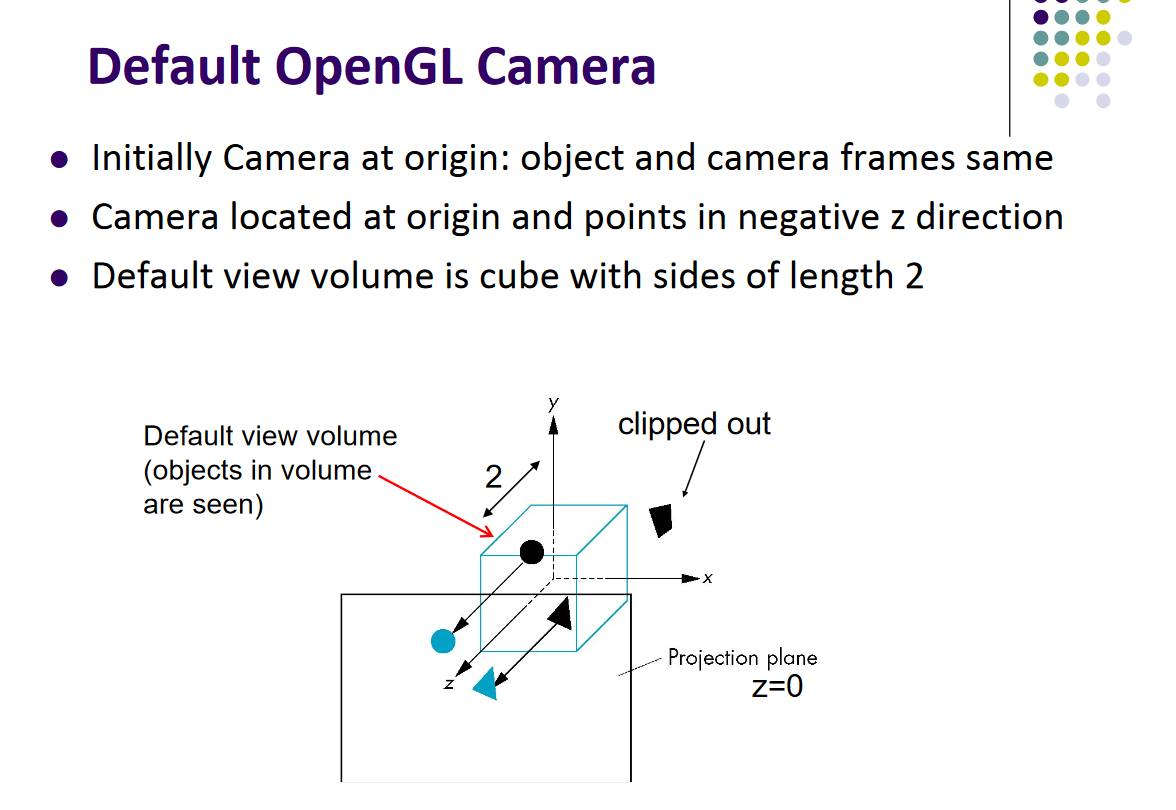 Default OpenGL Camera
Initially Camera at origin: object and camera frames same
Camera located at origin and points in negative z direction
Default view volume is cube with sides of length 2
Default view volume
(objects in volume
are seen)
y
clipped out
2
x
z
Projection plane
z=0